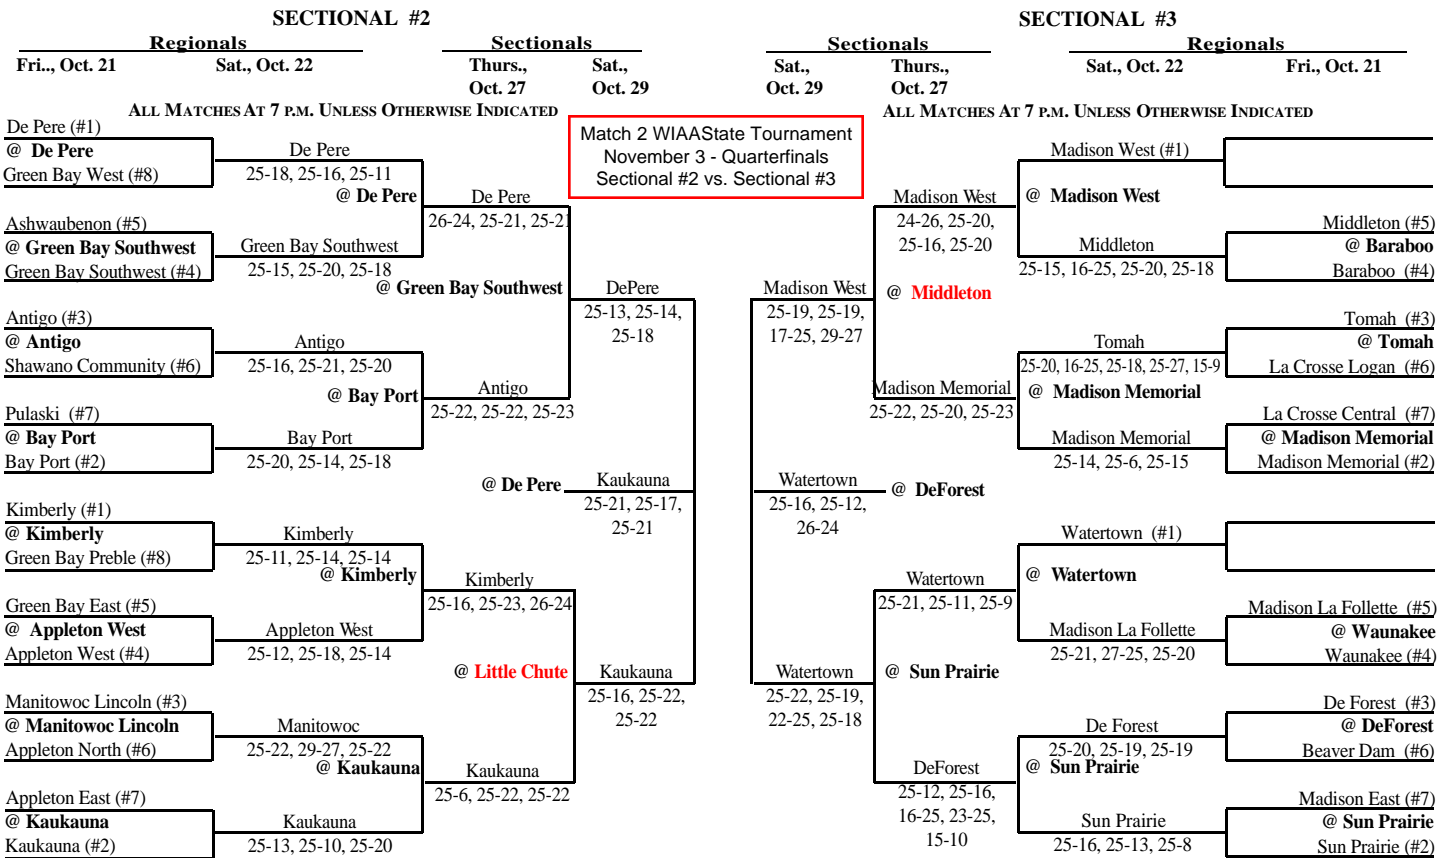 SECTIONAL #2
Regionals
Sectionals
Fri.., Oct. 21
Sat., Oct. 22
Thurs.,
Oct. 27
Sat.,
Oct. 29
ALL MATCHES AT 7 P.M. UNLESS OTHERWISE INDICATED
De Pere (#1)
@ De Pere
Green Bay West (#8)
Ashwaubenon (#5)
@ Green Bay Southwest
Green Bay Southwest (#4)
Antigo (#3)
@ Antigo
Shawano Community (#6)
Pulaski (#7)
@ Bay Port
Bay Port (#2)
Kimberly (#1)
@ Kimberly
Green Bay Preble (#8)
Green Bay East (#5)
@ Appleton West
Appleton West (#4)
Manitowoc Lincoln (#3)
@ Manitowoc Lincoln
Appleton North (#6)
Appleton East (#7)
@ Kaukauna
Kaukauna (#2)
De Pere
25-18, 25-16, 25-11
@ De Pere
Green Bay Southwest
25-15, 25-20, 25-18
Antigo
25-16, 25-21, 25-20
@ Bay Port
Bay Port
25-20, 25-14, 25-18
Kimberly
25-11, 25-14, 25-14
@ Kimberly
Appleton West
25-12, 25-18, 25-14
Manitowoc
25-22, 29-27, 25-22
@ Kaukauna
Kaukauna
25-13, 25-10, 25-20
De Pere
26-24, 25-21, 25-21
@ Green Bay Southwest
Antigo
25-22, 25-22, 25-23
Kimberly
25-16, 25-23, 26-24
@ Little Chute
Kaukauna
25-6, 25-22, 25-22
DePere
25-13, 25-14,
25-18
@ De Pere
Kaukauna
25-21, 25-17,
25-21
Kaukauna
25-16, 25-22,
25-22
Match 2 WIAAState Tournament
November 3 - Quarterfinals
Sectional #2 vs. Sectional #3
SECTIONAL #3
Sectionals
Regionals
Sat.,
Oct. 29
Thurs.,
Oct. 27
Sat., Oct. 22
Fri., Oct. 21
ALL MATCHES AT 7 P.M. UNLESS OTHERWISE INDICATED
Madison West
25-19, 25-19,
17-25, 29-27
Watertown
25-16, 25-12,
26-24
@ DeForest
Watertown
25-22, 25-19,
22-25, 25-18
Madison West
24-26, 25-20,
25-16, 25-20
@ Middleton
Madison Memorial
25-22, 25-20, 25-23
Watertown
25-21, 25-11, 25-9
@ Sun Prairie
DeForest
25-12, 25-16,
16-25, 23-25,
15-10
Madison West (#1)
@ Madison West
Middleton
25-15, 16-25, 25-20, 25-18
Tomah
25-20, 16-25, 25-18, 25-27, 15-9
@ Madison Memorial
Madison Memorial
25-14, 25-6, 25-15
Watertown (#1)
@ Watertown
Madison La Follette
25-21, 27-25, 25-20
De Forest
25-20, 25-19, 25-19
@ Sun Prairie
Sun Prairie
25-16, 25-13, 25-8
Middleton (#5)
@ Baraboo
Baraboo (#4)
Tomah (#3)
@ Tomah
La Crosse Logan (#6)
La Crosse Central (#7)
@ Madison Memorial
Madison Memorial (#2)
Madison La Follette (#5)
@ Waunakee
Waunakee (#4)
De Forest (#3)
@ DeForest
Beaver Dam (#6)
Madison East (#7)
@ Sun Prairie
Sun Prairie (#2)